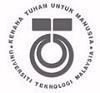 KERANA TUHAN UNTUK MANUSIA
UNIVERSITI TEKNOLOGI MALAYSIA